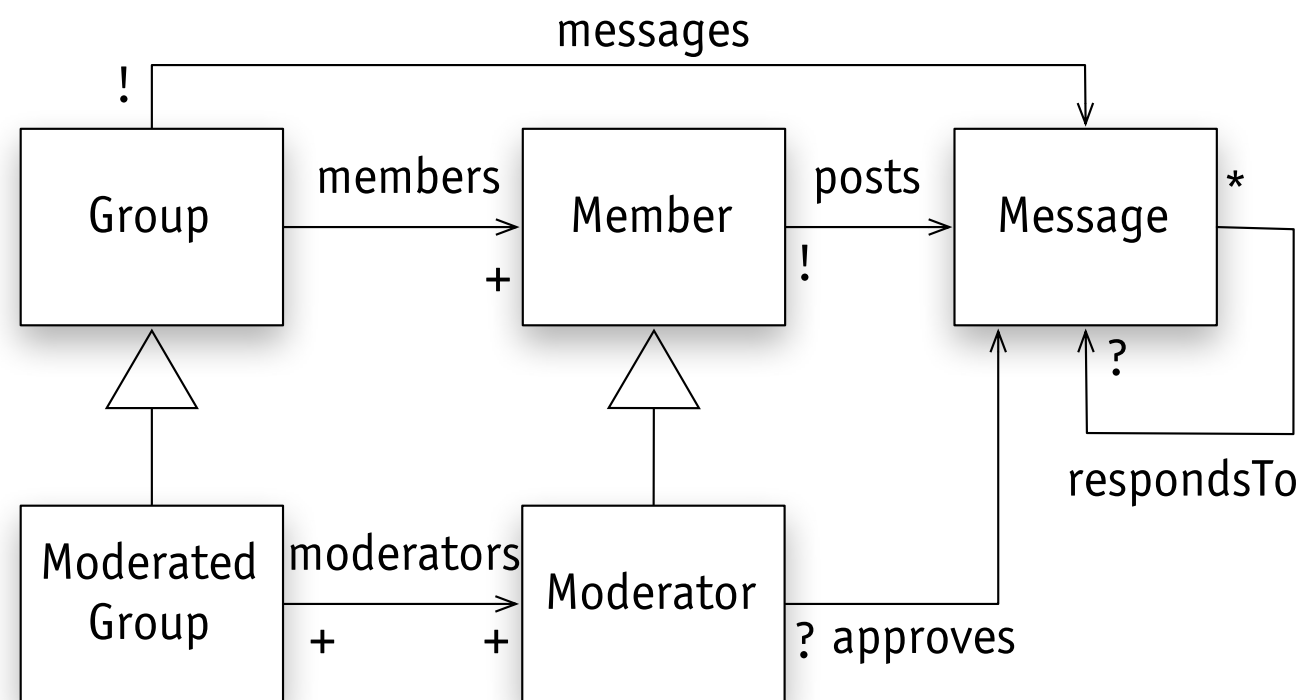 messages
!
members
posts
*
Group
Member
Message
+
!
?
respondsTo
Moderated
Group
moderators
Moderator
+
+
? approves